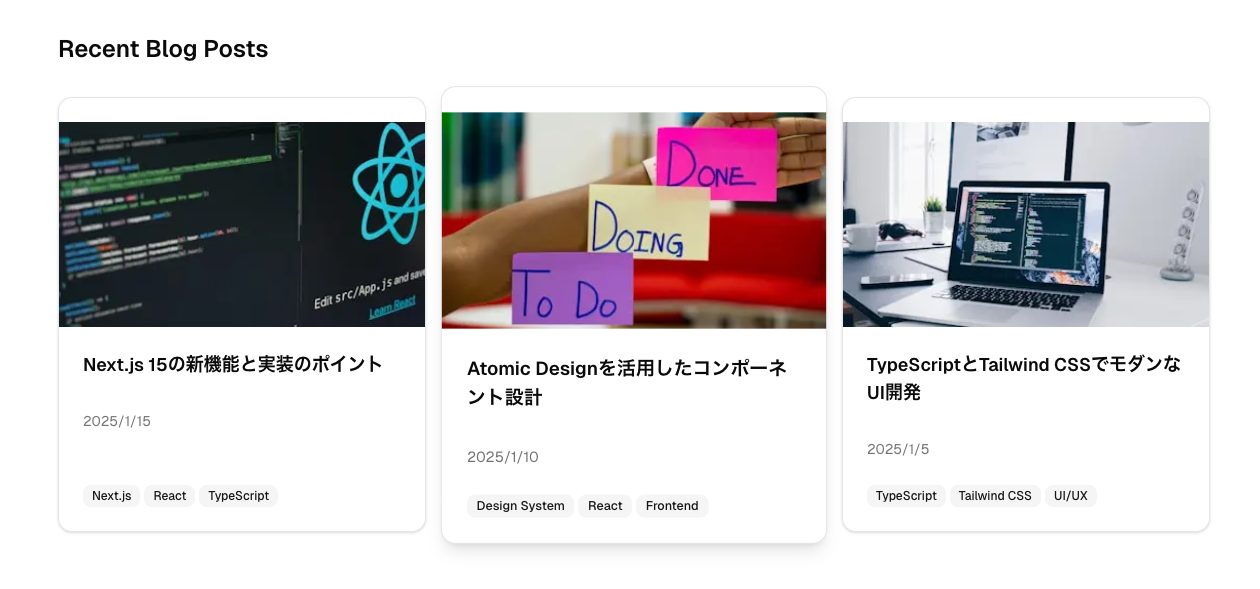 Recent Blog Posts
Edit src/App.js and save
Learn React
DONE
DOING
TO DO
Next.js 15の新機能と実装のポイント
2025/1/15
Next.js
React
TypeScript
Atomic Designを活用したコンポーネ
ント設計
2025/1/10
Design System
React
Frontend
TypeScriptとTailwind CSSでモダンな
UI開発
2025/1/5
TypeScript
Tailwind CSS
UI/UX